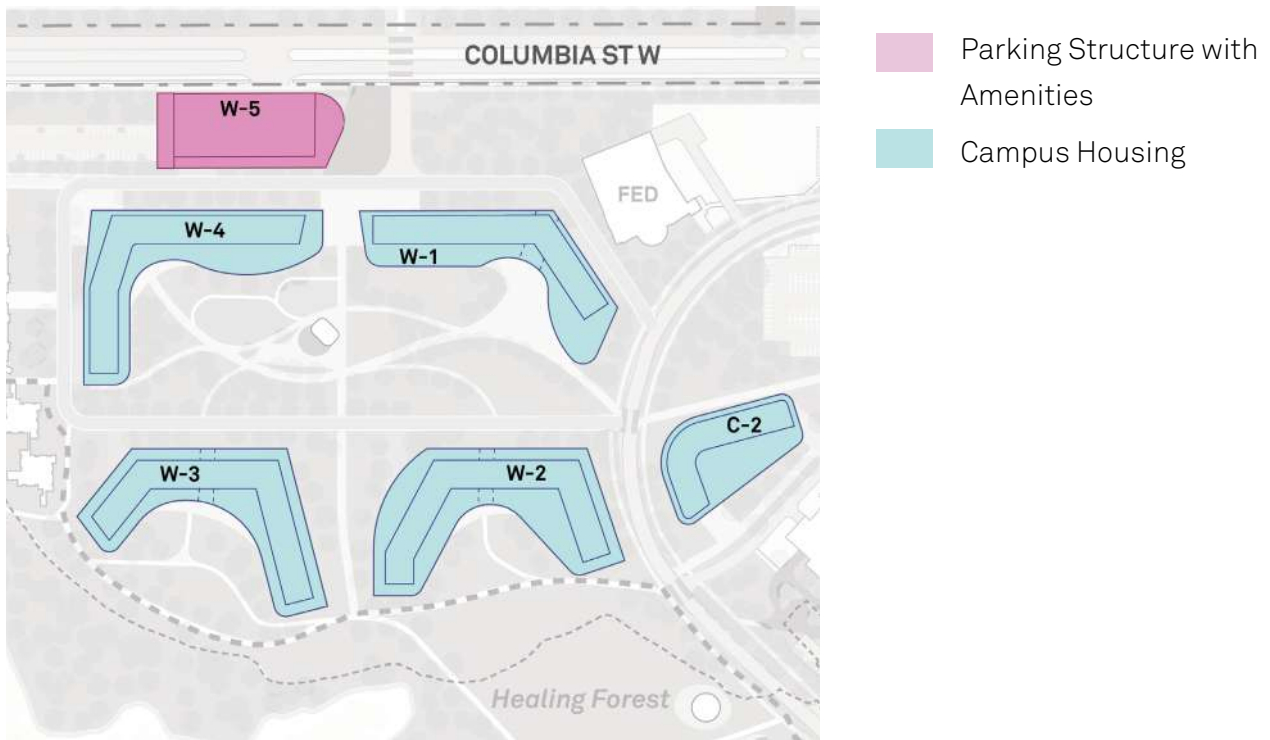 COLUMBIA ST W
W-5
FED
W-4
W-1
C-2
W-3
W-2
Healing Forest
Parking Structure with
Amenities
Campus Housing